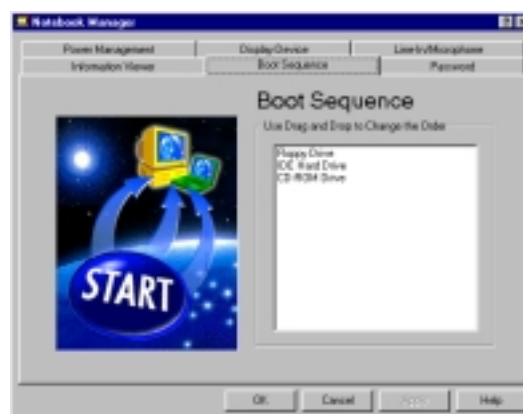 Notebook Manager
Power Management Display Device Line-In/Microphone
Information Viewer Boot Sequence Password
Boot Sequence
Use Drag and Drop to Change the Order
Floppy Drive
IDE Hard Drive
CD-ROM Drive
START
OK Cancel Apply Help